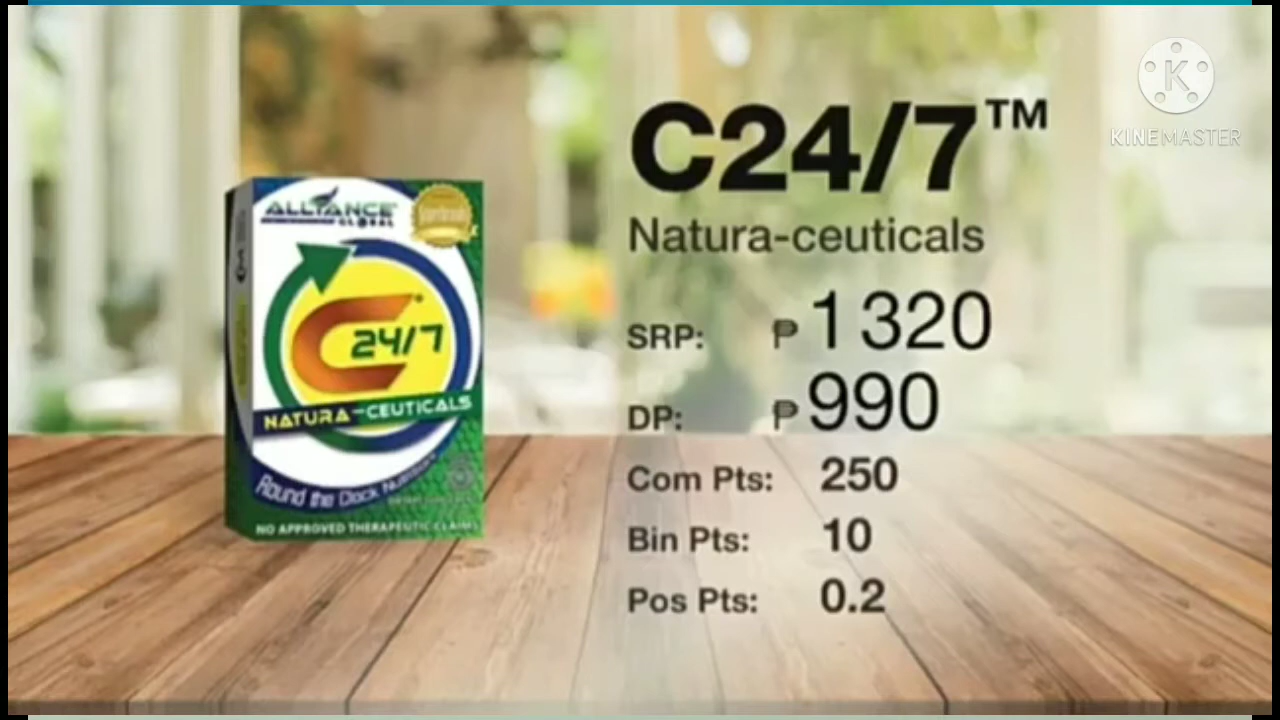 C24/7™
Natura-ceuticals
SRP: ₱1320
DP: ₱990
Com Pts: 250
Bin Pts: 10
Pos Pts: 0.2
ALLIANCE
GLOBAL
C 24/7
NATURA-CEUTICALS
Round the Clock Nutrition
NO APPROVED THERAPEUTIC CLAIMS
K
KINEMASTER